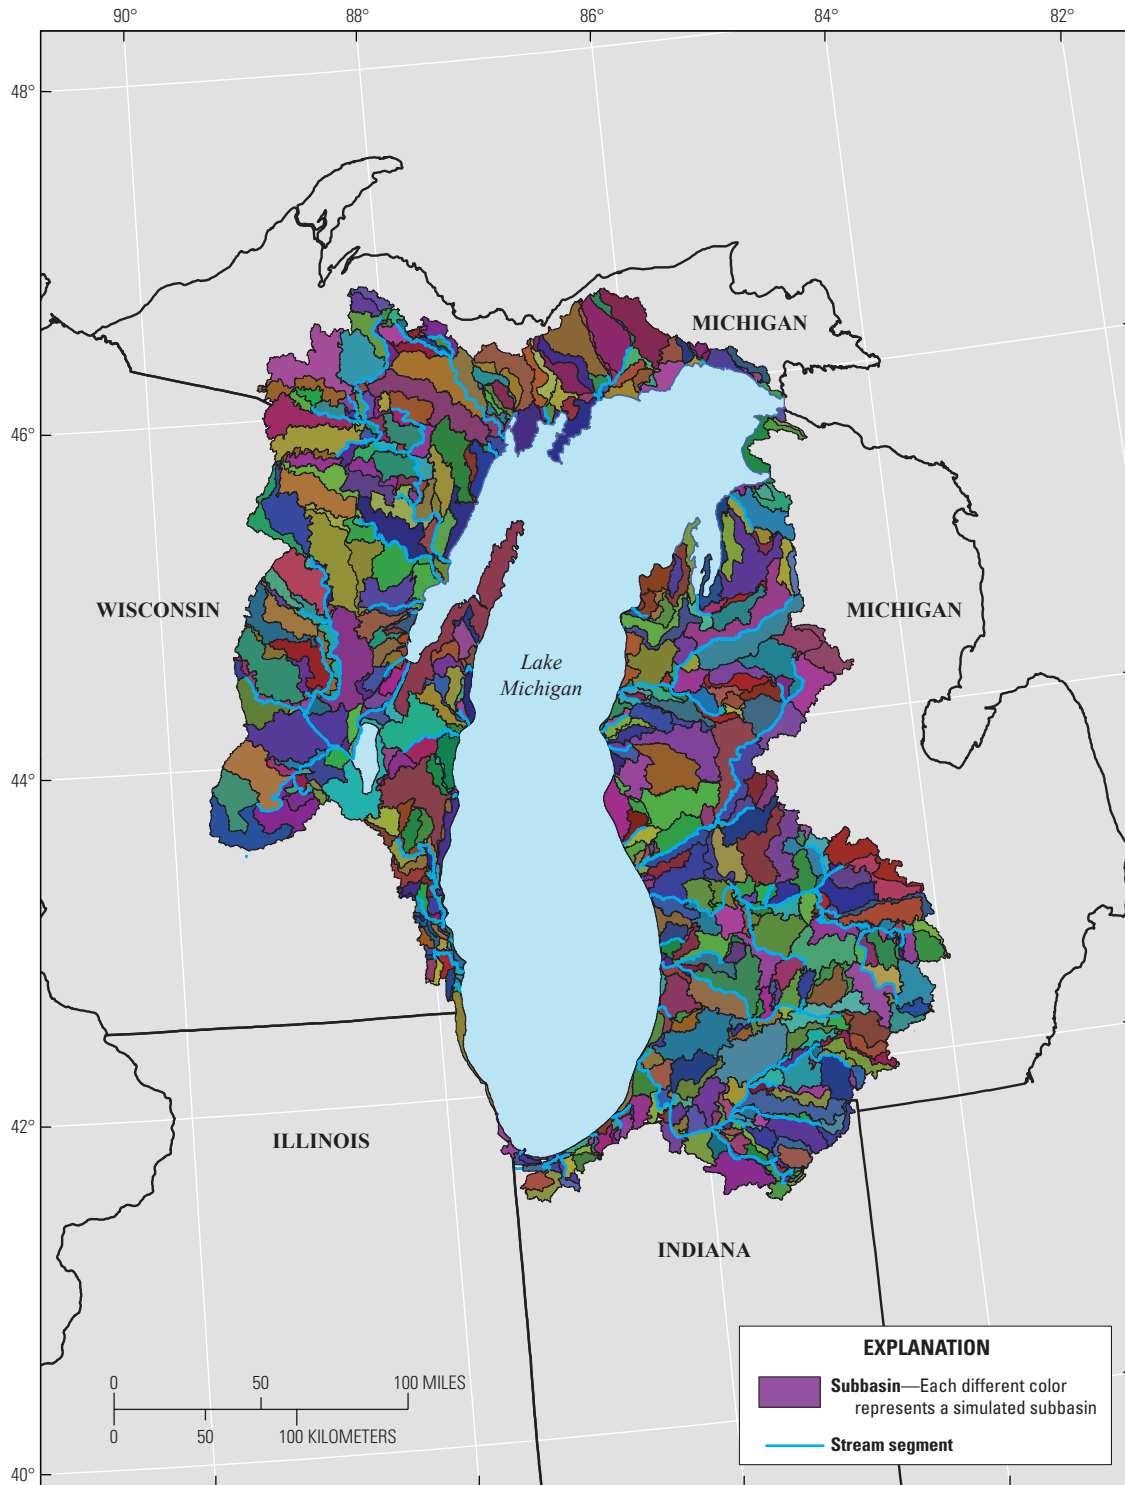 90°
88°
86°
84°
82°
48°
MICHIGAN
46°
WISCONSIN
MICHIGAN
Lake
Michigan
44°
42°
ILLINOIS
INDIANA
EXPLANATION
Subbasin—Each different color
represents a simulated subbasin
Stream segment
0 50 100 MILES
0 50 100 KILOMETERS
40°